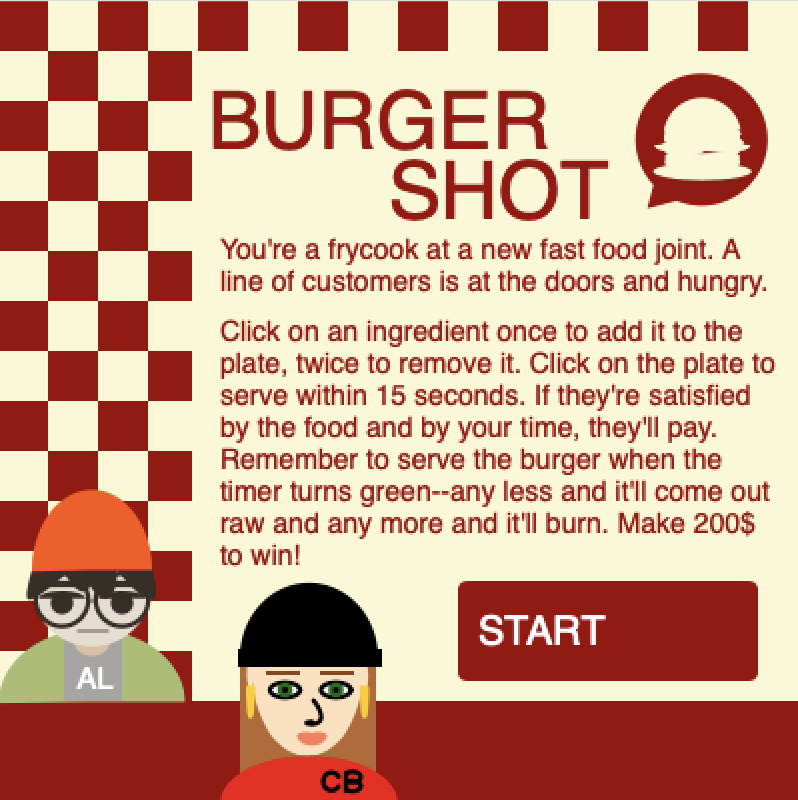 BURGER
SHOT
You're a frycook at a new fast food joint. A
line of customers is at the doors and hungry.
Click on an ingredient once to add it to the
plate, twice to remove it. Click on the plate to
serve within 15 seconds. If they're satisfied
by the food and by your time, they'll pay.
Remember to serve the burger when the
timer turns green--any less and it'll come out
raw and any more and it'll burn. Make 200$
to win!
START
AL
CB